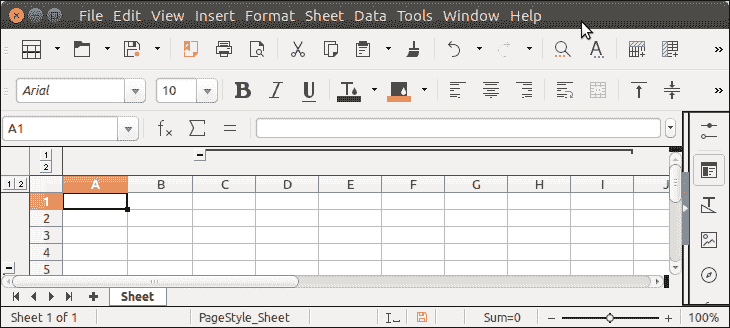 File Edit View Insert Format Sheet Data Tools Window Help
Arial 10 B I U T
A1 fx Σ =
1
2
1 2 A B C D E F G H I J
1
2
3
4
5
Sheet
Sheet 1 of 1 PageStyle_Sheet Sum=0 100%